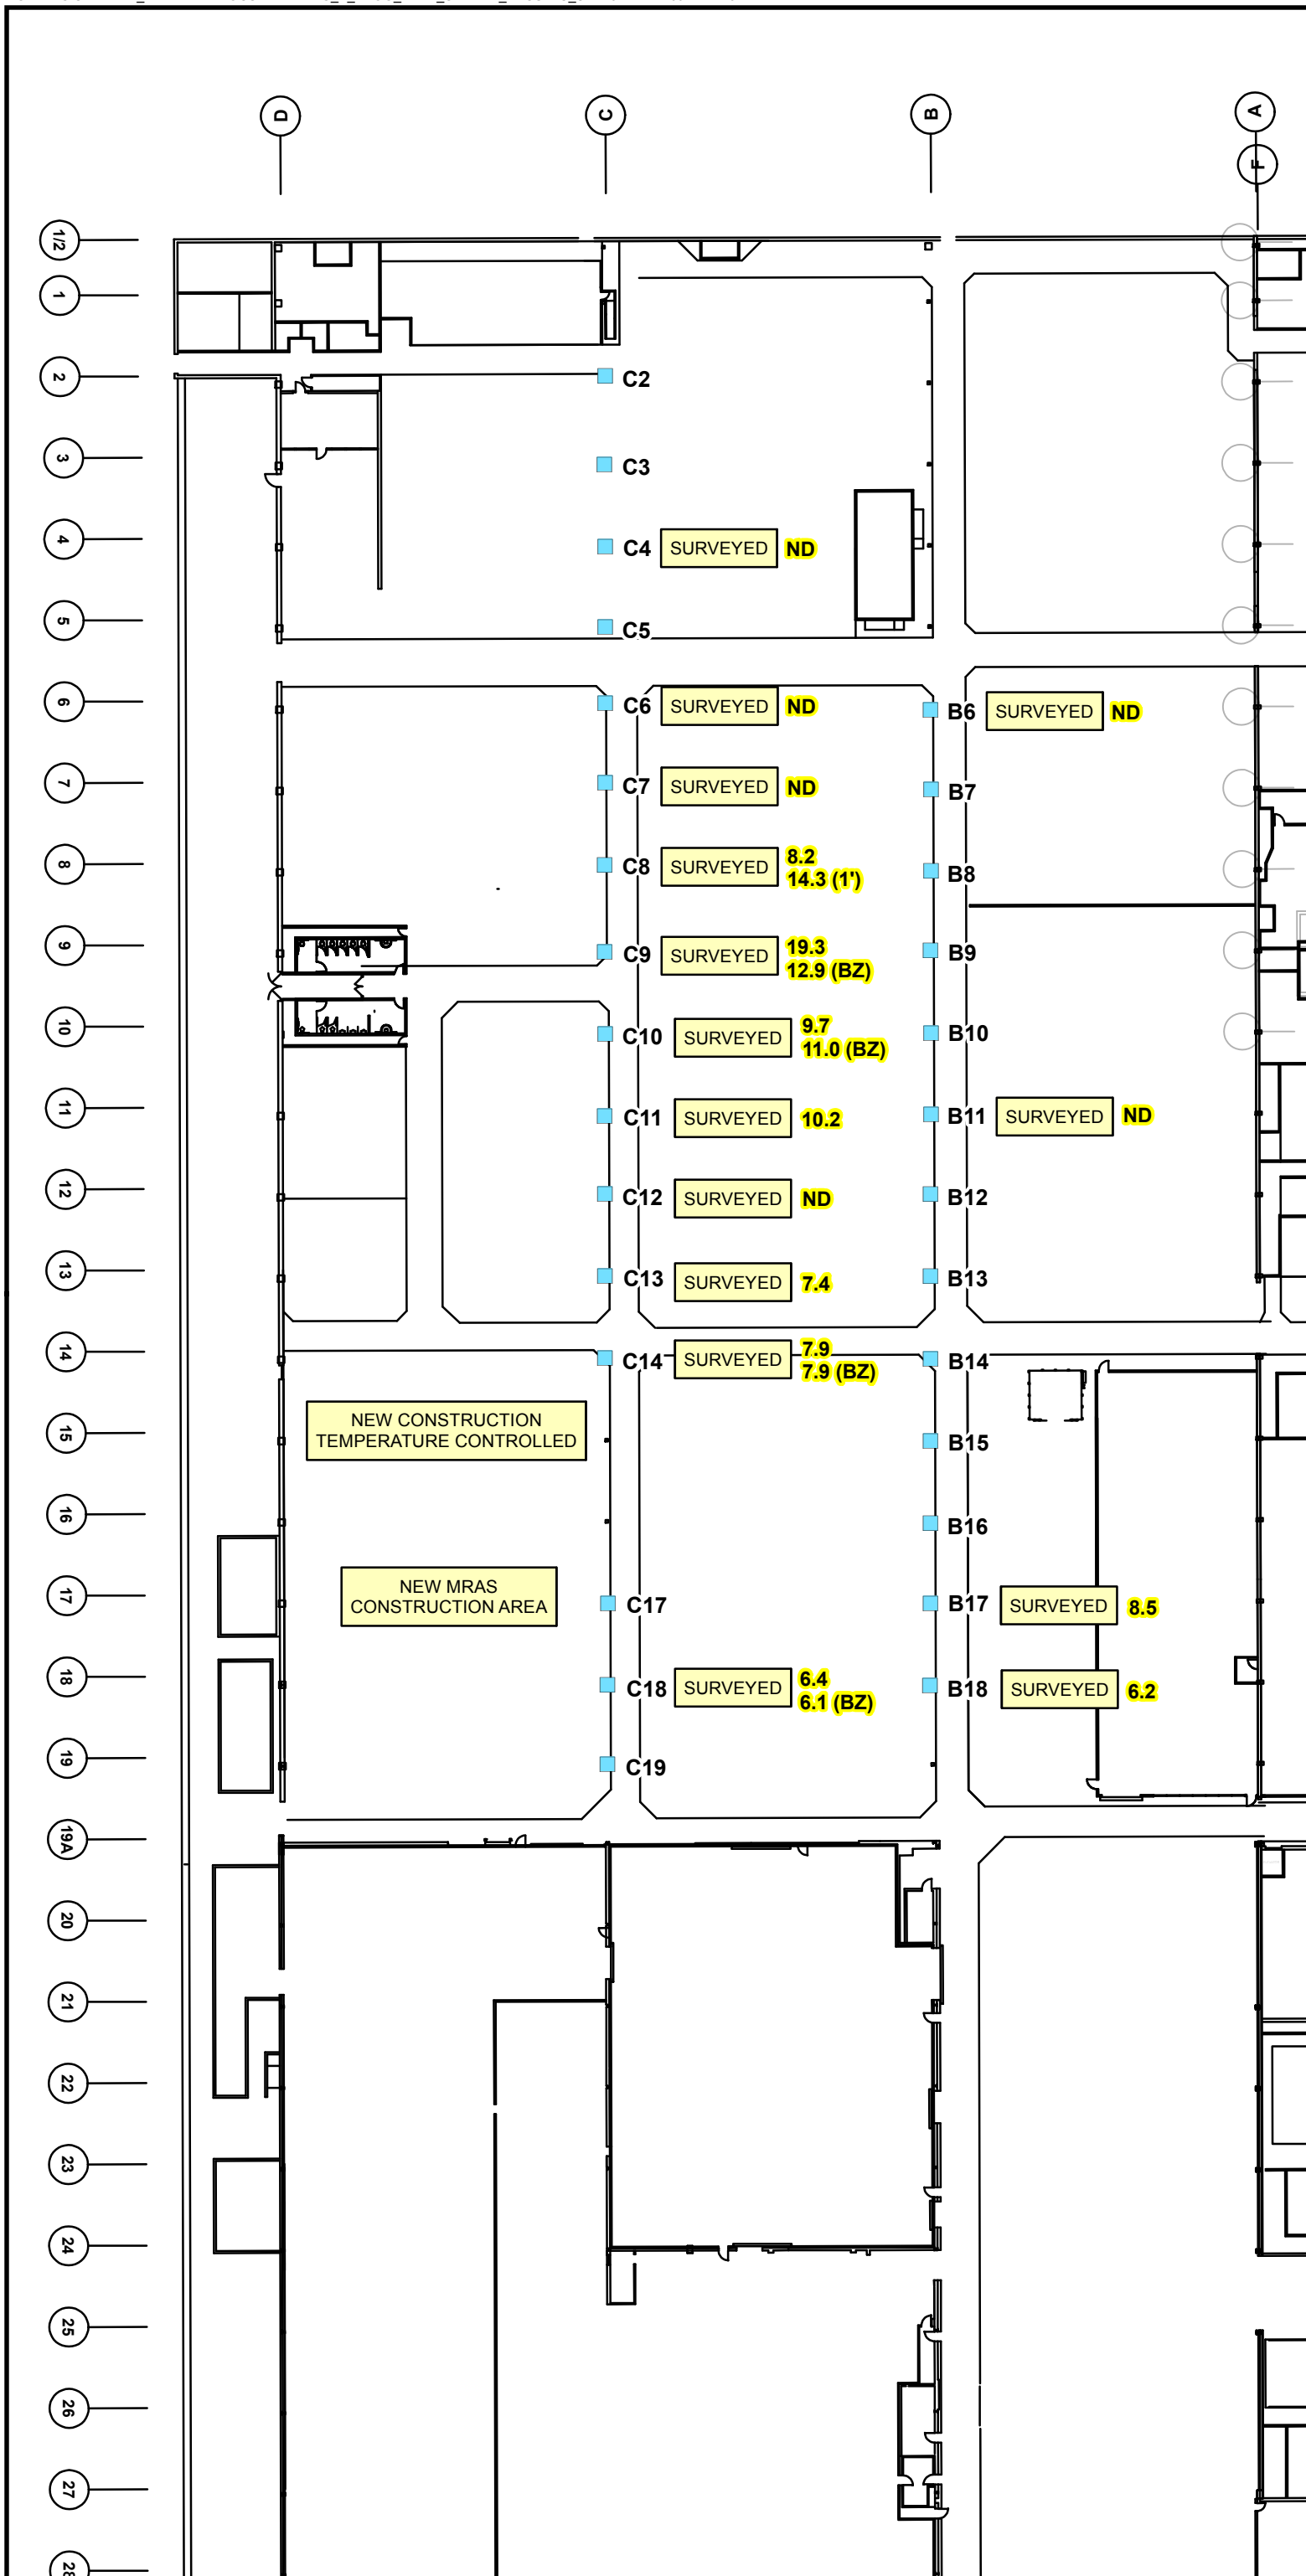 D
C
B
A
F
1/2
1
2
C2
3
C3
4
C4 SURVEYED ND
5
C5
6
C6 SURVEYED ND
B6 SURVEYED ND
7
C7 SURVEYED ND
B7
8
C8 SURVEYED 8.2
14.3 (1')
B8
9
C9 SURVEYED 19.3
12.9 (BZ)
B9
10
C10 SURVEYED 9.7
11.0 (BZ)
B10
11
C11 SURVEYED 10.2
B11 SURVEYED ND
12
C12 SURVEYED ND
B12
13
C13 SURVEYED 7.4
B13
14
C14 SURVEYED 7.9
7.9 (BZ)
B14
15
NEW CONSTRUCTION
TEMPERATURE CONTROLLED
B15
16
B16
17
NEW MRAS
CONSTRUCTION AREA
C17
B17 SURVEYED 8.5
18
C18 SURVEYED 6.4
6.1 (BZ)
B18 SURVEYED 6.2
19
C19
19A
20
21
22
23
24
25
26
27
28